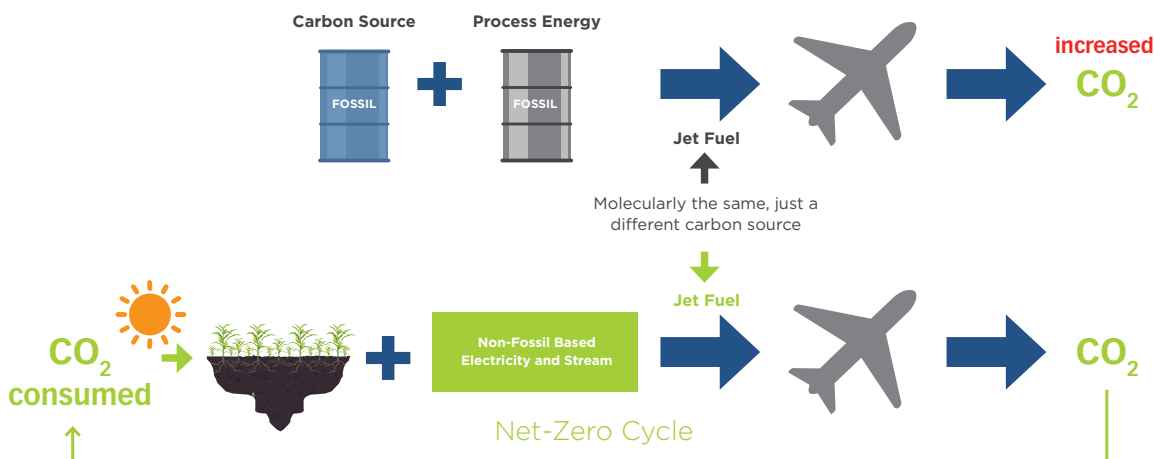 Carbon Source
Process Energy
FOSSIL
FOSSIL
Jet Fuel
increased
CO2
Molecularly the same, just a
different carbon source
Jet Fuel
CO2
consumed
Non-Fossil Based
Electricity and Stream
CO2
Net-Zero Cycle